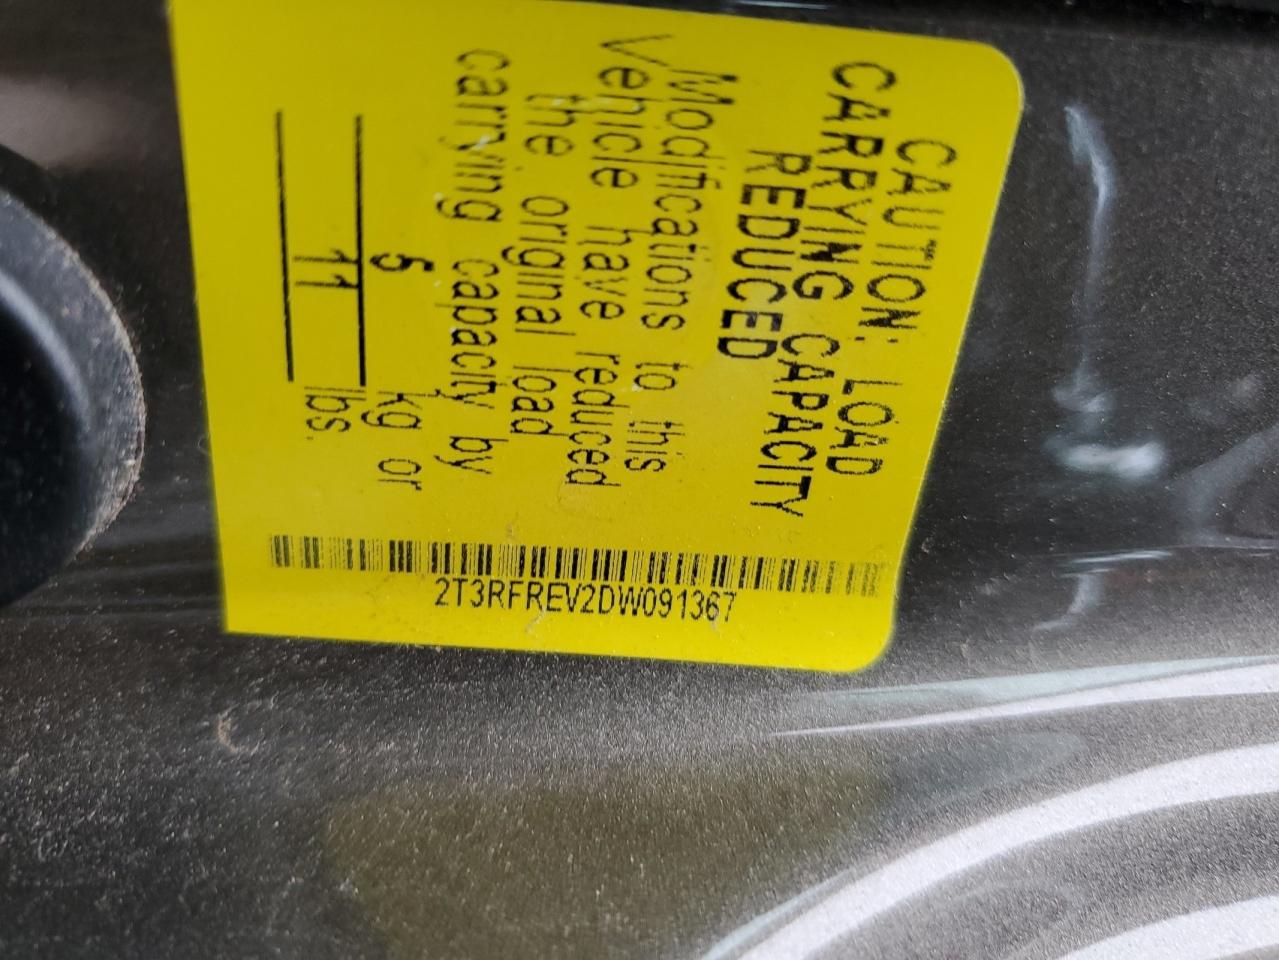 CAUTION: LOAD
CARRYING CAPACITY
REDUCED
Modifications to this
Vehicle have reduced
the original load
carrying capacity by
5 kg or
11 lbs.
2T3RFREV2DW091367